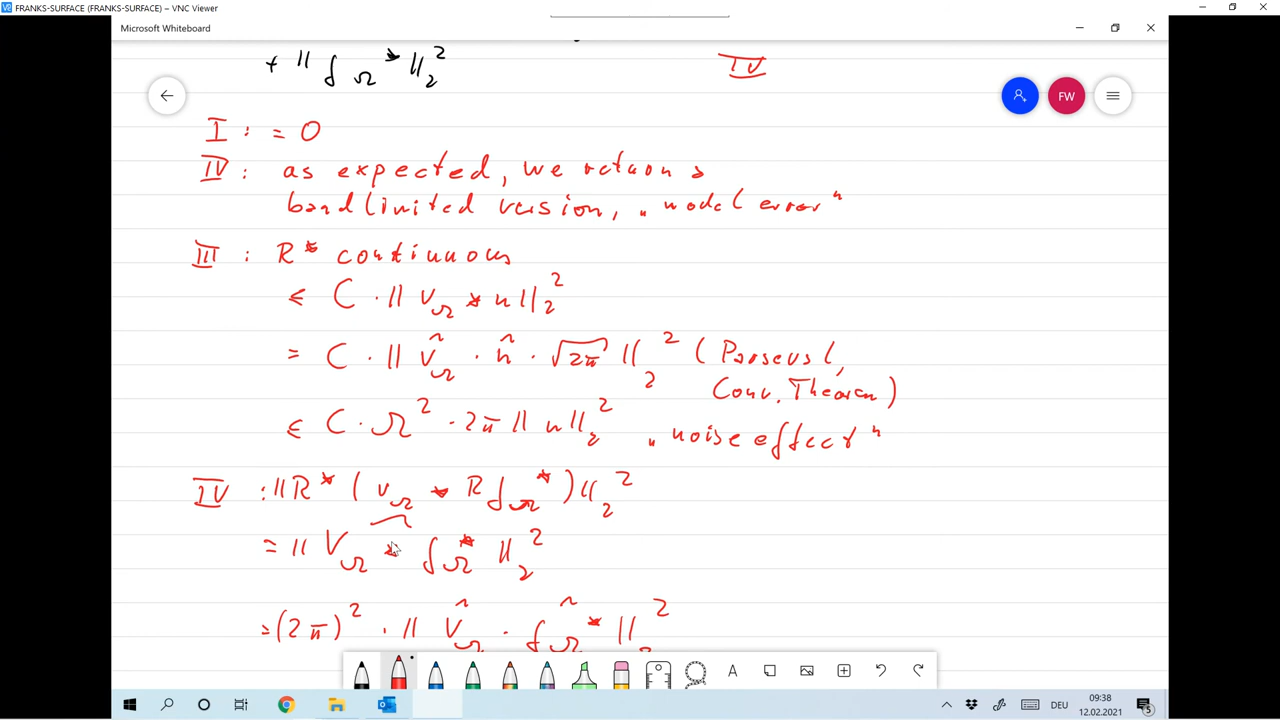 FRANKS-SURFACE (FRANKS-SURFACE) – VNC Viewer
Microsoft Whiteboard
+ || f_Ω * ||_2^2
IV
FW
I : = 0
IV : as expected, we return a
bandlimited version, „model error"
III : R* continuous
≤ C · || v_Ω * n ||_2^2
= C · || v̂_Ω · n̂ · √2π ||_2^2 ( Parseval,
Conv. Theorem )
≤ C · Ω^2 · 2π || n ||_2^2 „noise effect"
IV : || R* ( v_Ω * R f_Ω^* ) ||_2^2
= || V_Ω * f_Ω^* ||_2^2
= (2π)^2 · || V̂_Ω · f̂_Ω^* ||_2^2
A
DEU
09:38
12.02.2021
5